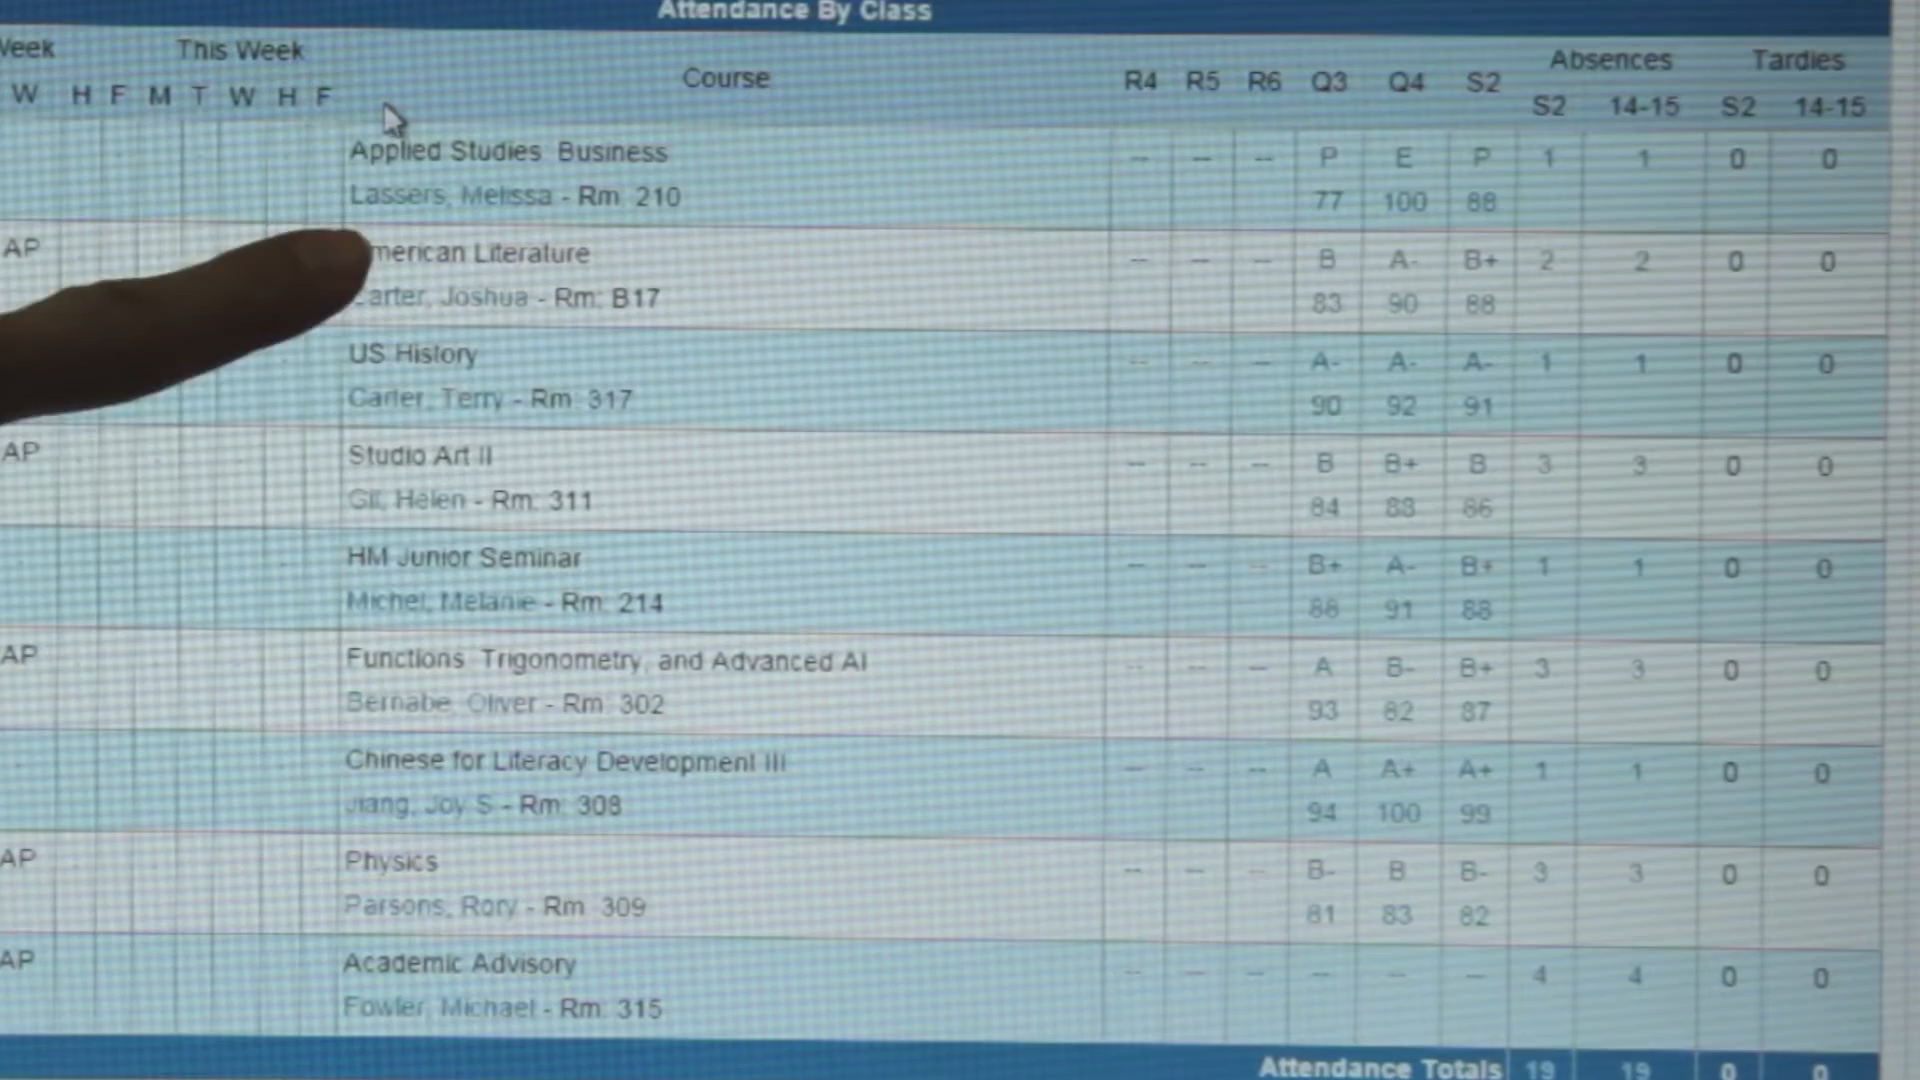 Attendance By Class
Week This Week Course R4 R5 R6 Q3 Q4 S2 Absences Tardies
W H F M T W H F S2 14-15 S2 14-15
Applied Studies Business -- -- -- P E P 1 1 0 0
Lassers, Melissa - Rm: 210 77 100 88
AP merican Literature -- -- -- B A- B+ 2 2 0 0
arter, Joshua - Rm: B17 83 90 88
US History -- -- -- A- A- A- 1 1 0 0
Carter, Terry - Rm: 317 90 92 91
AP Studio Art II -- -- -- B B+ B 3 3 0 0
Gil, Helen - Rm: 311 84 88 86
HM Junior Seminar -- -- -- B+ A- B+ 1 1 0 0
Michel, Melanie - Rm: 214 88 91 88
AP Functions Trigonometry, and Advanced Al -- -- -- A B- B+ 3 3 0 0
Bernabe, Oliver - Rm: 302 93 82 87
Chinese for Literacy Development III -- -- -- A A+ A+ 1 1 0 0
Jiang, Joy S - Rm: 308 94 100 99
AP Physics -- -- -- B- B B- 3 3 0 0
Parsons, Rory - Rm: 309 81 83 82
AP Academic Advisory -- -- -- -- -- -- 4 4 0 0
Fowler, Michael - Rm: 315
Attendance Totals 19 19 0 0